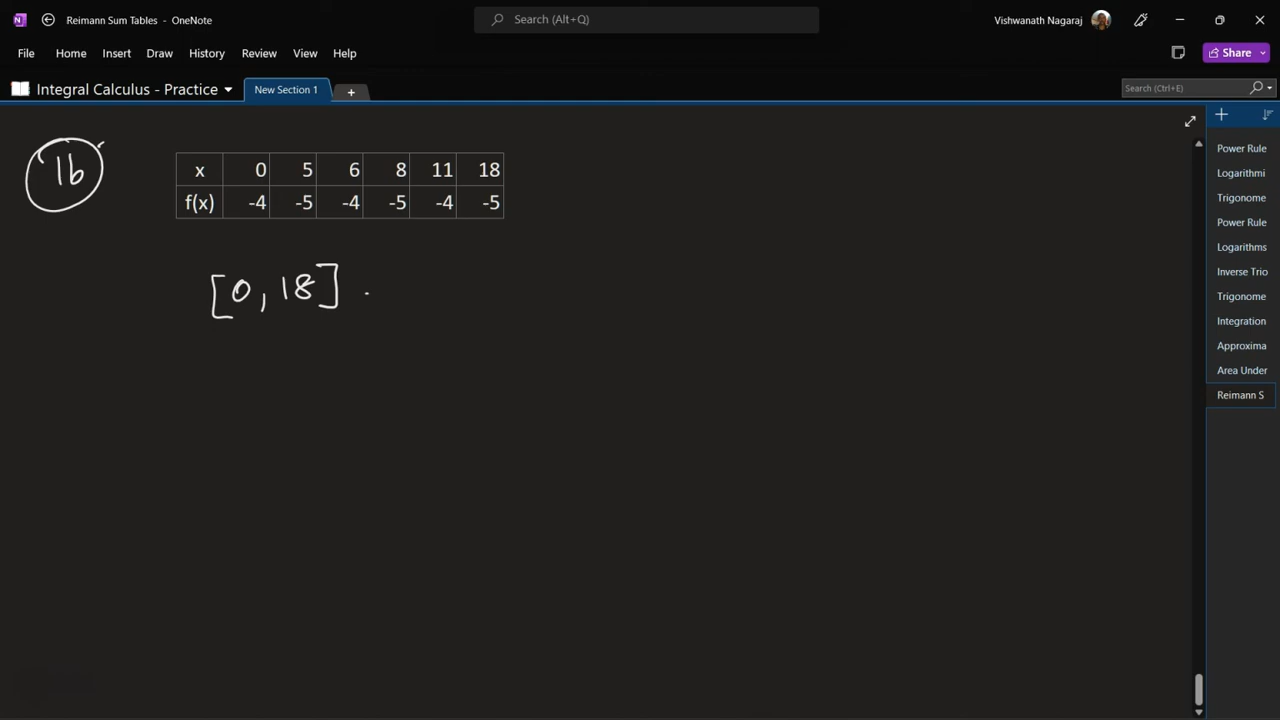 Reimann Sum Tables - OneNote
Search (Alt+Q)
Vishwanath Nagaraj
File Home Insert Draw History Review View Help
Share
Integral Calculus - Practice
New Section 1
+
Search (Ctrl+E)
16
x 0 5 6 8 11 18
f(x) -4 -5 -4 -5 -4 -5
[0, 18]
Power Rule
Logarithmi
Trigonome
Power Rule
Logarithms
Inverse Trio
Trigonome
Integration
Approxima
Area Under
Reimann S